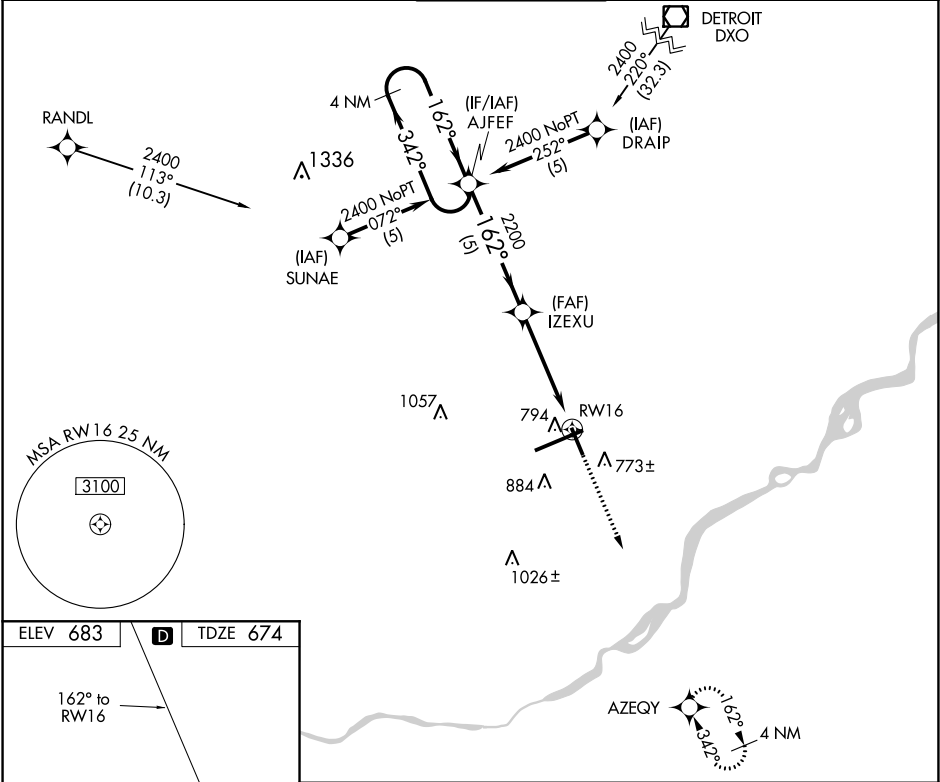 DETROIT
DXO
2400
220°
(32.3)
RANDL
2400
113°
(10.3)
1336
4 NM
162°
342°
(IF/IAF)
AJFEF
2400 NoPT
252°
(5)
(IAF)
DRAIP
2400 NoPT
072°
(5)
(IAF)
SUNAE
2200
162°
(5)
(FAF)
IZEXU
1057
794
RW16
773±
884
1026±
MSA RW16 25 NM
3100
ELEV 683
D
TDZE 674
162° to
RW16
AZEQY
162°
342°
4 NM